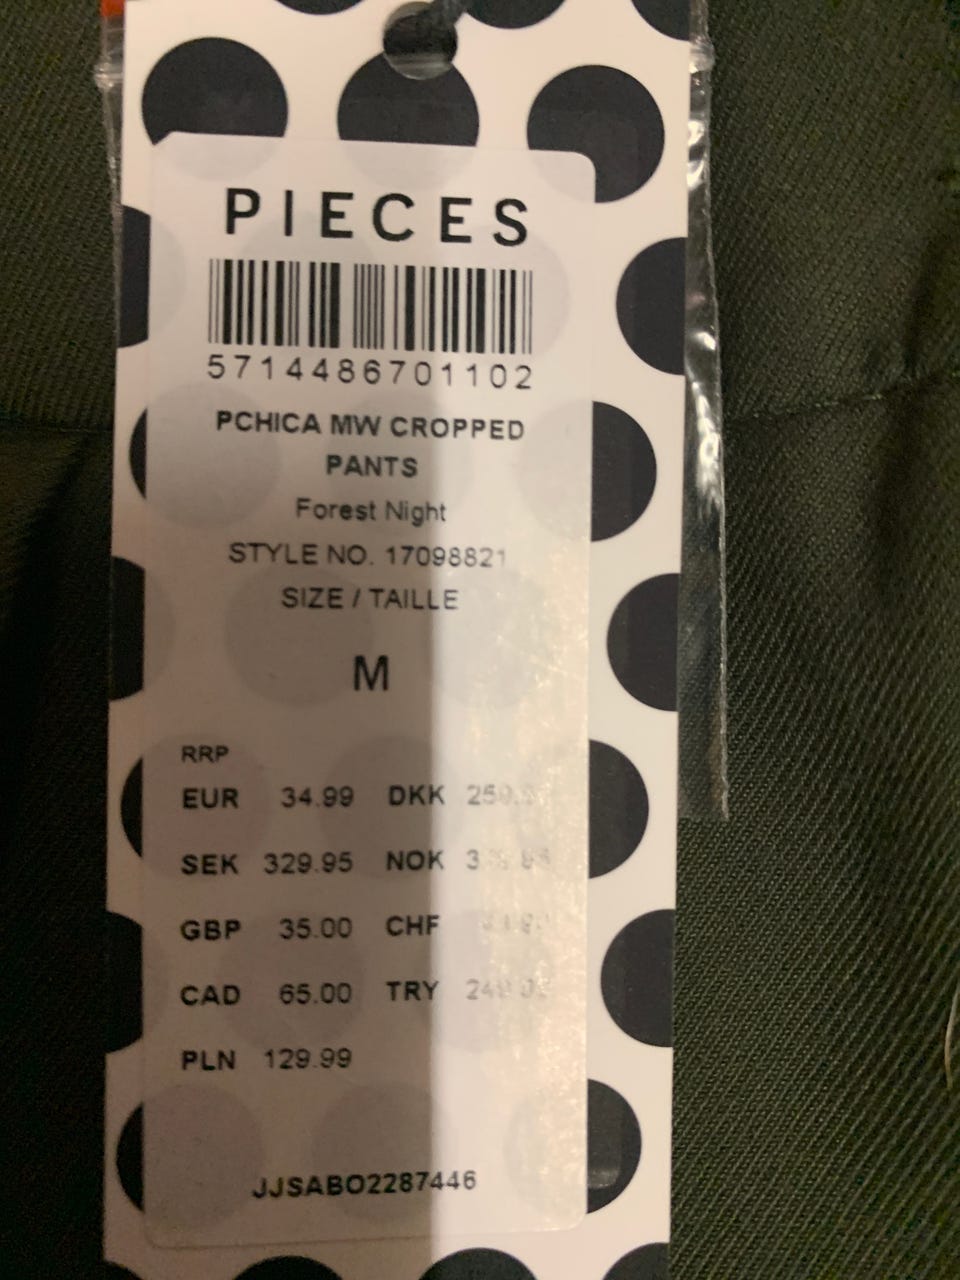 PIECES
5714486701102
PCHICA MW CROPPED
PANTS
Forest Night
STYLE NO. 17098821
SIZE / TAILLE
M
RRP
EUR 34.99 DKK
SEK 329.95 NOK
GBP 35.00 CHF
CAD 65.00 TRY
PLN 129.99
JJSABO2287446